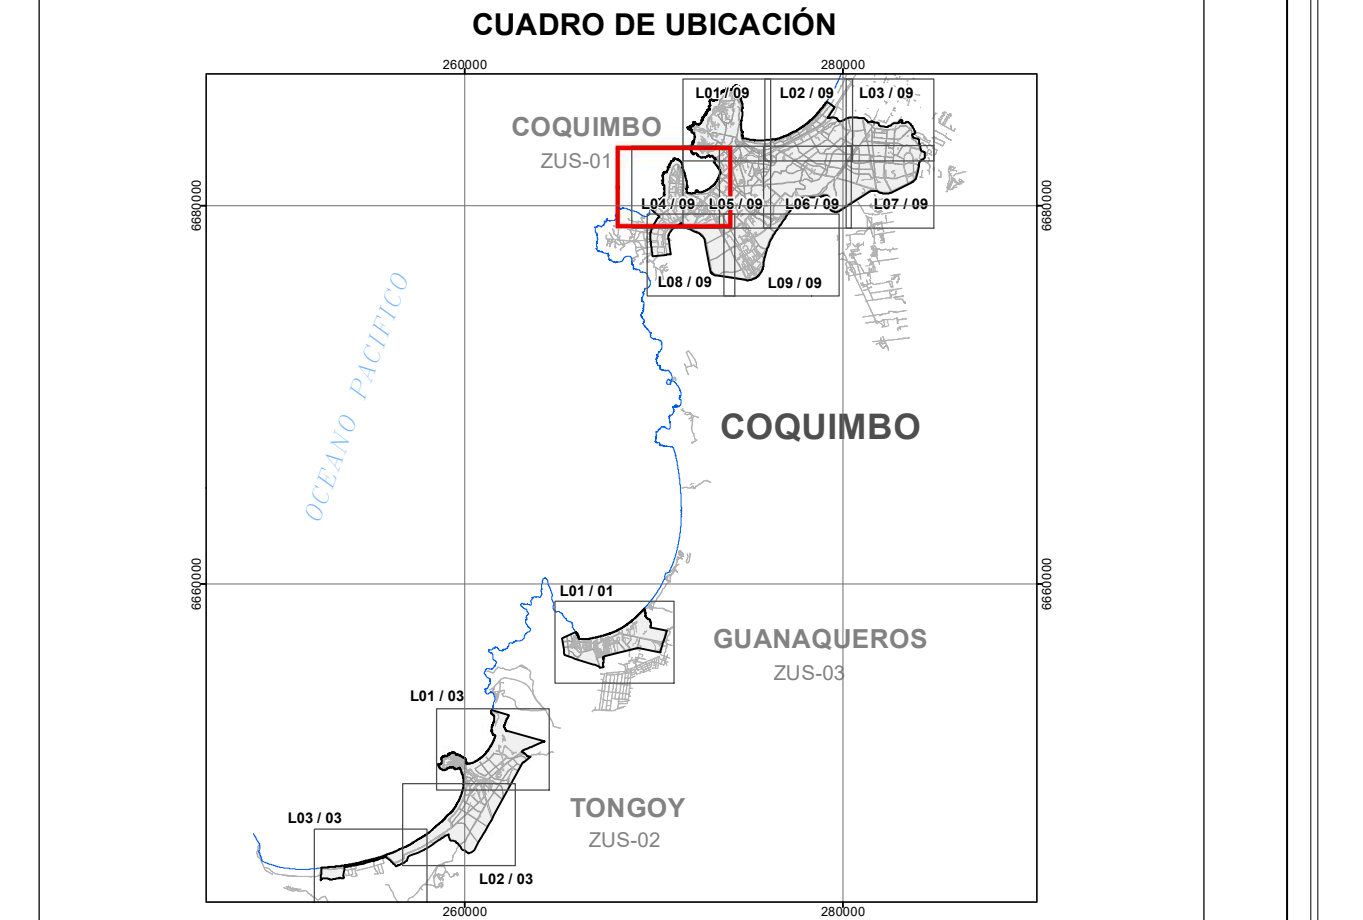 CUADRO DE UBICACIÓN
260000
280000
L01 / 09
L02 / 09
L03 / 09
COQUIMBO
ZUS-01
6680000
6680000
L04 / 09
L05 / 09
L06 / 09
L07 / 09
L08 / 09
L09 / 09
OCEANO PACIFICO
COQUIMBO
6660000
6660000
L01 / 01
GUANAQUEROS
ZUS-03
L01 / 03
TONGOY
ZUS-02
L03 / 03
L02 / 03
260000
280000